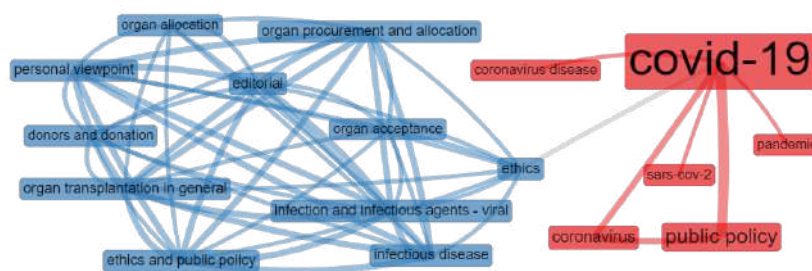 organ allocation
organ procurement and allocation
covid-19
personal viewpoint
coronavirus disease
editorial
donors and donation
organ acceptance
pandemic
ethics
sars-cov-2
organ transplantation in general
infection and infectious agents - viral
coronavirus
public policy
ethics and public policy
infectious disease